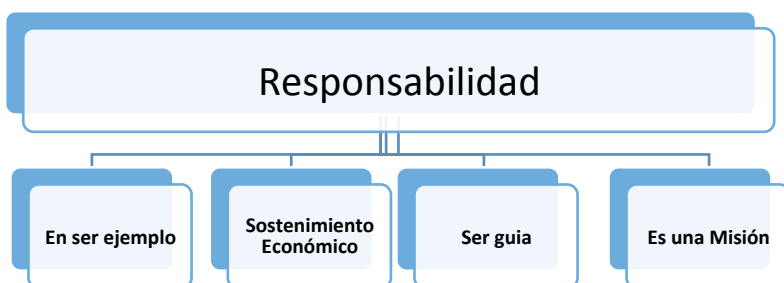 Responsabilidad
En ser ejemplo
Sostenimiento
Económico
Ser guia
Es una Misión